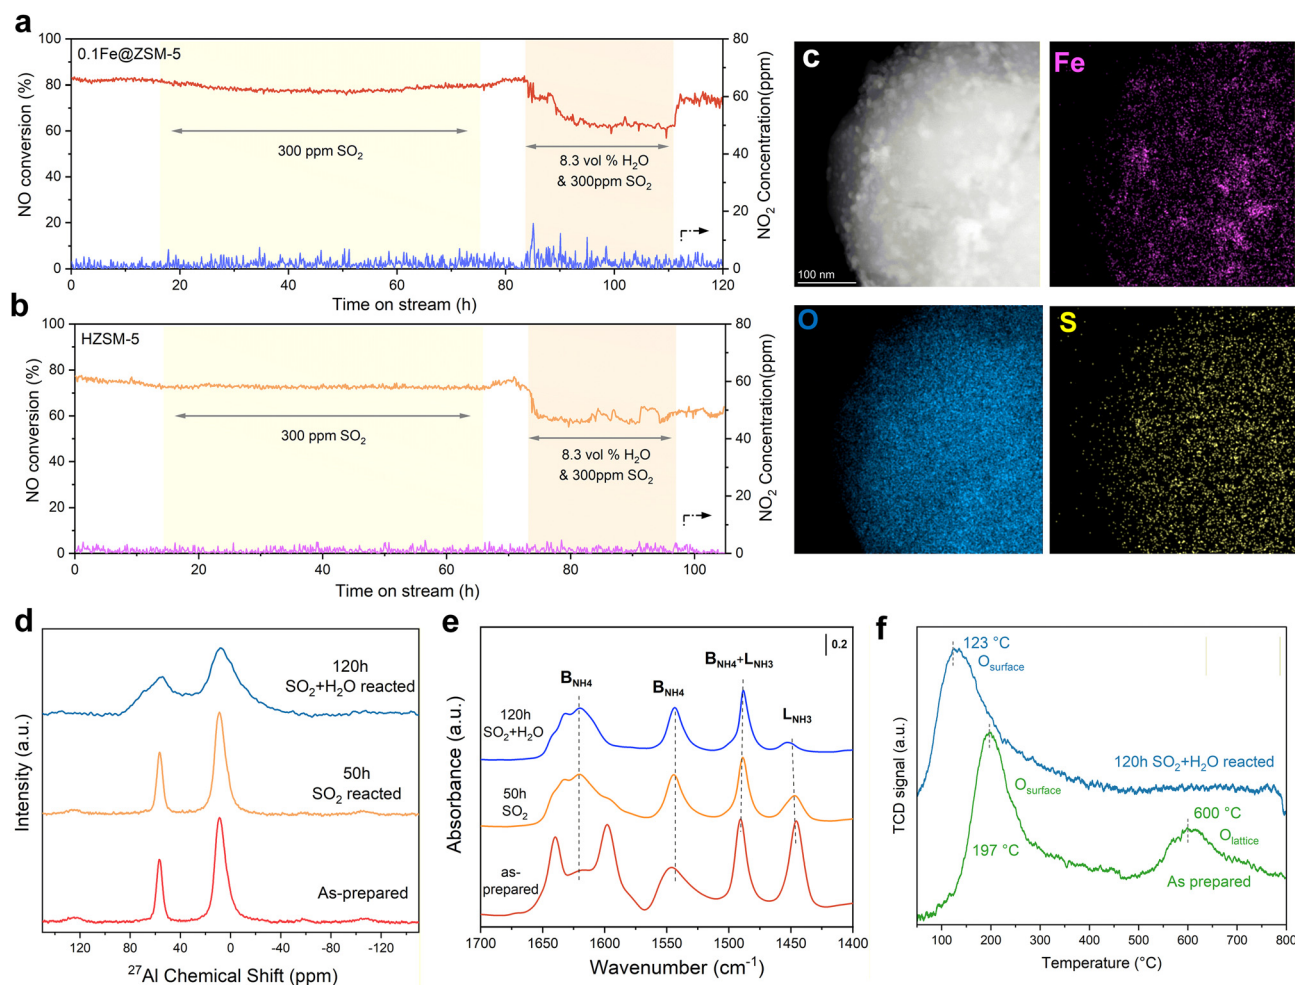 a
100
80
60
40
20
0
NO conversion (%)
0.1Fe@ZSM-5
300 ppm SO2
8.3 vol % H2O
& 300ppm SO2
80
60
40
20
0
NO2 Concentration(ppm)
0 20 40 60 80 100 120
Time on stream (h)
b
100
80
60
40
20
0
NO conversion (%)
HZSM-5
300 ppm SO2
8.3 vol % H2O
& 300ppm SO2
80
60
40
20
0
NO2 Concentration(ppm)
0 20 40 60 80 100
Time on stream (h)
c
100 nm
Fe
O
S
d
Intensity (a.u.)
120h
SO2+H2O reacted
50h
SO2 reacted
As-prepared
120 80 40 0 -40 -80 -120
27Al Chemical Shift (ppm)
e
0.2
Absorbance (a.u.)
BNH4
BNH4
BNH4+LNH3
LNH3
120h
SO2+H2O
50h
SO2
as-
prepared
1700 1650 1600 1550 1500 1450 1400
Wavenumber (cm-1)
f
TCD signal (a.u.)
123 °C
Osurface
120h SO2+H2O reacted
Osurface
197 °C
600 °C
Olattice
As prepared
100 200 300 400 500 600 700 800
Temperature (°C)